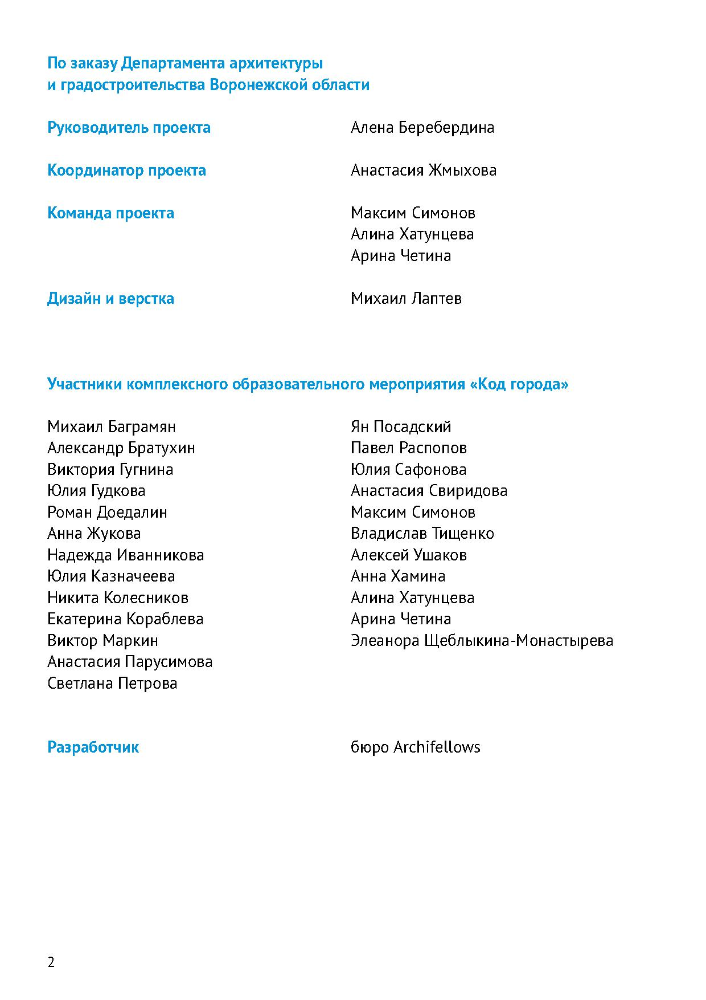 По заказу Департамента архитектуры
и градостроительства Воронежской области
Руководитель проекта Алена Беребердина
Координатор проекта Анастасия Жмыхова
Команда проекта Максим Симонов
Алина Хатунцева
Арина Четина
Дизайн и верстка Михаил Лаптев
Участники комплексного образовательного мероприятия «Код города»
Михаил Баграмян
Александр Братухин
Виктория Гугнина
Юлия Гудкова
Роман Доедалин
Анна Жукова
Надежда Иванникова
Юлия Казначеева
Никита Колесников
Екатерина Кораблева
Виктор Маркин
Анастасия Парусимова
Светлана Петрова
Ян Посадский
Павел Распопов
Юлия Сафонова
Анастасия Свиридова
Максим Симонов
Владислав Тищенко
Алексей Ушаков
Анна Хамина
Алина Хатунцева
Арина Четина
Элеанора Щеблыкина-Монастырева
Разработчик бюро Archifellows
2